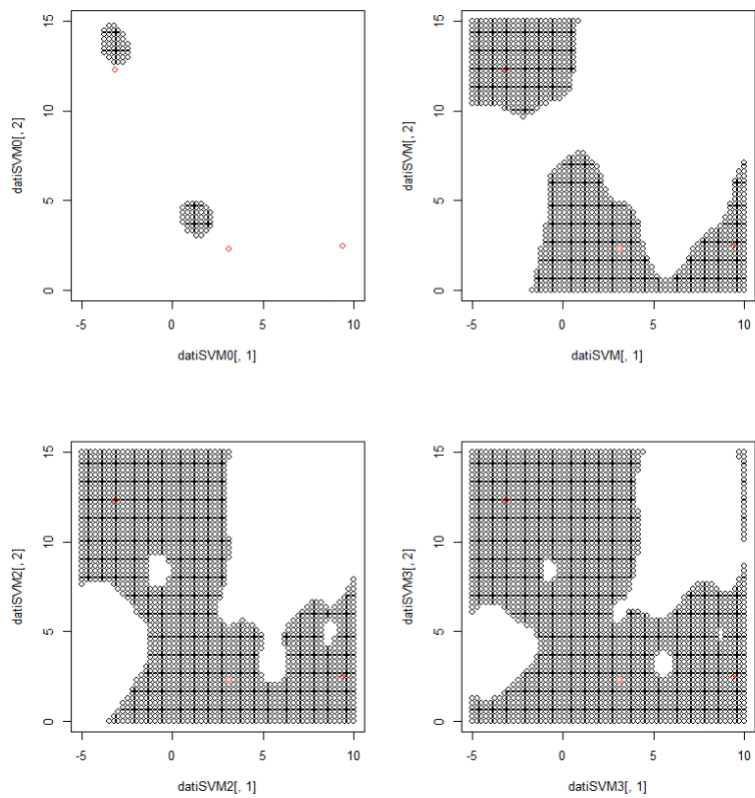 15
10
5
0
datiSVM0[, 2]
-5 0 5 10
datiSVM0[, 1]
15
10
5
0
datiSVM[, 2]
-5 0 5 10
datiSVM[, 1]
15
10
5
0
datiSVM2[, 2]
-5 0 5 10
datiSVM2[, 1]
15
10
5
0
datiSVM3[, 2]
-5 0 5 10
datiSVM3[, 1]